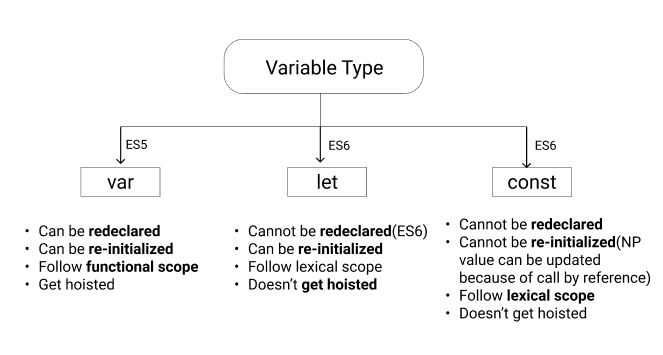 Variable Type
ES5
ES6
ES6
var
let
const
• Can be redeclared
• Can be re-initialized
• Follow functional scope
• Get hoisted
• Cannot be redeclared(ES6)
• Can be re-initialized
• Follow lexical scope
• Doesn't get hoisted
• Cannot be redeclared
• Cannot be re-initialized(NP
value can be updated
because of call by reference)
• Follow lexical scope
• Doesn't get hoisted